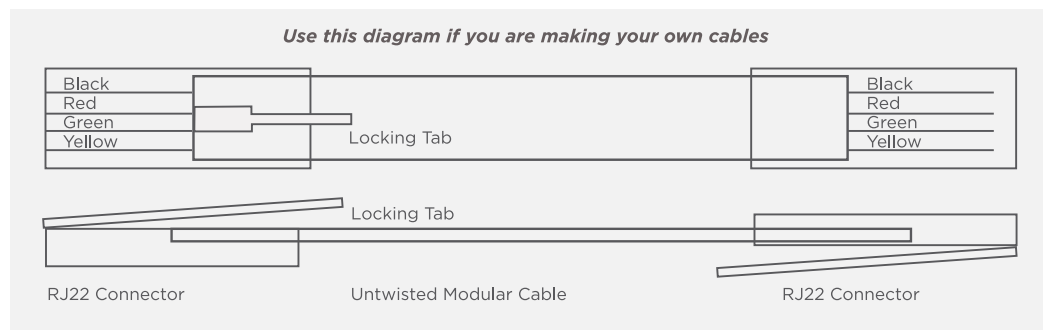 Use this diagram if you are making your own cables
Black
Red
Green
Yellow
Locking Tab
Black
Red
Green
Yellow
Locking Tab
RJ22 Connector
Untwisted Modular Cable
RJ22 Connector